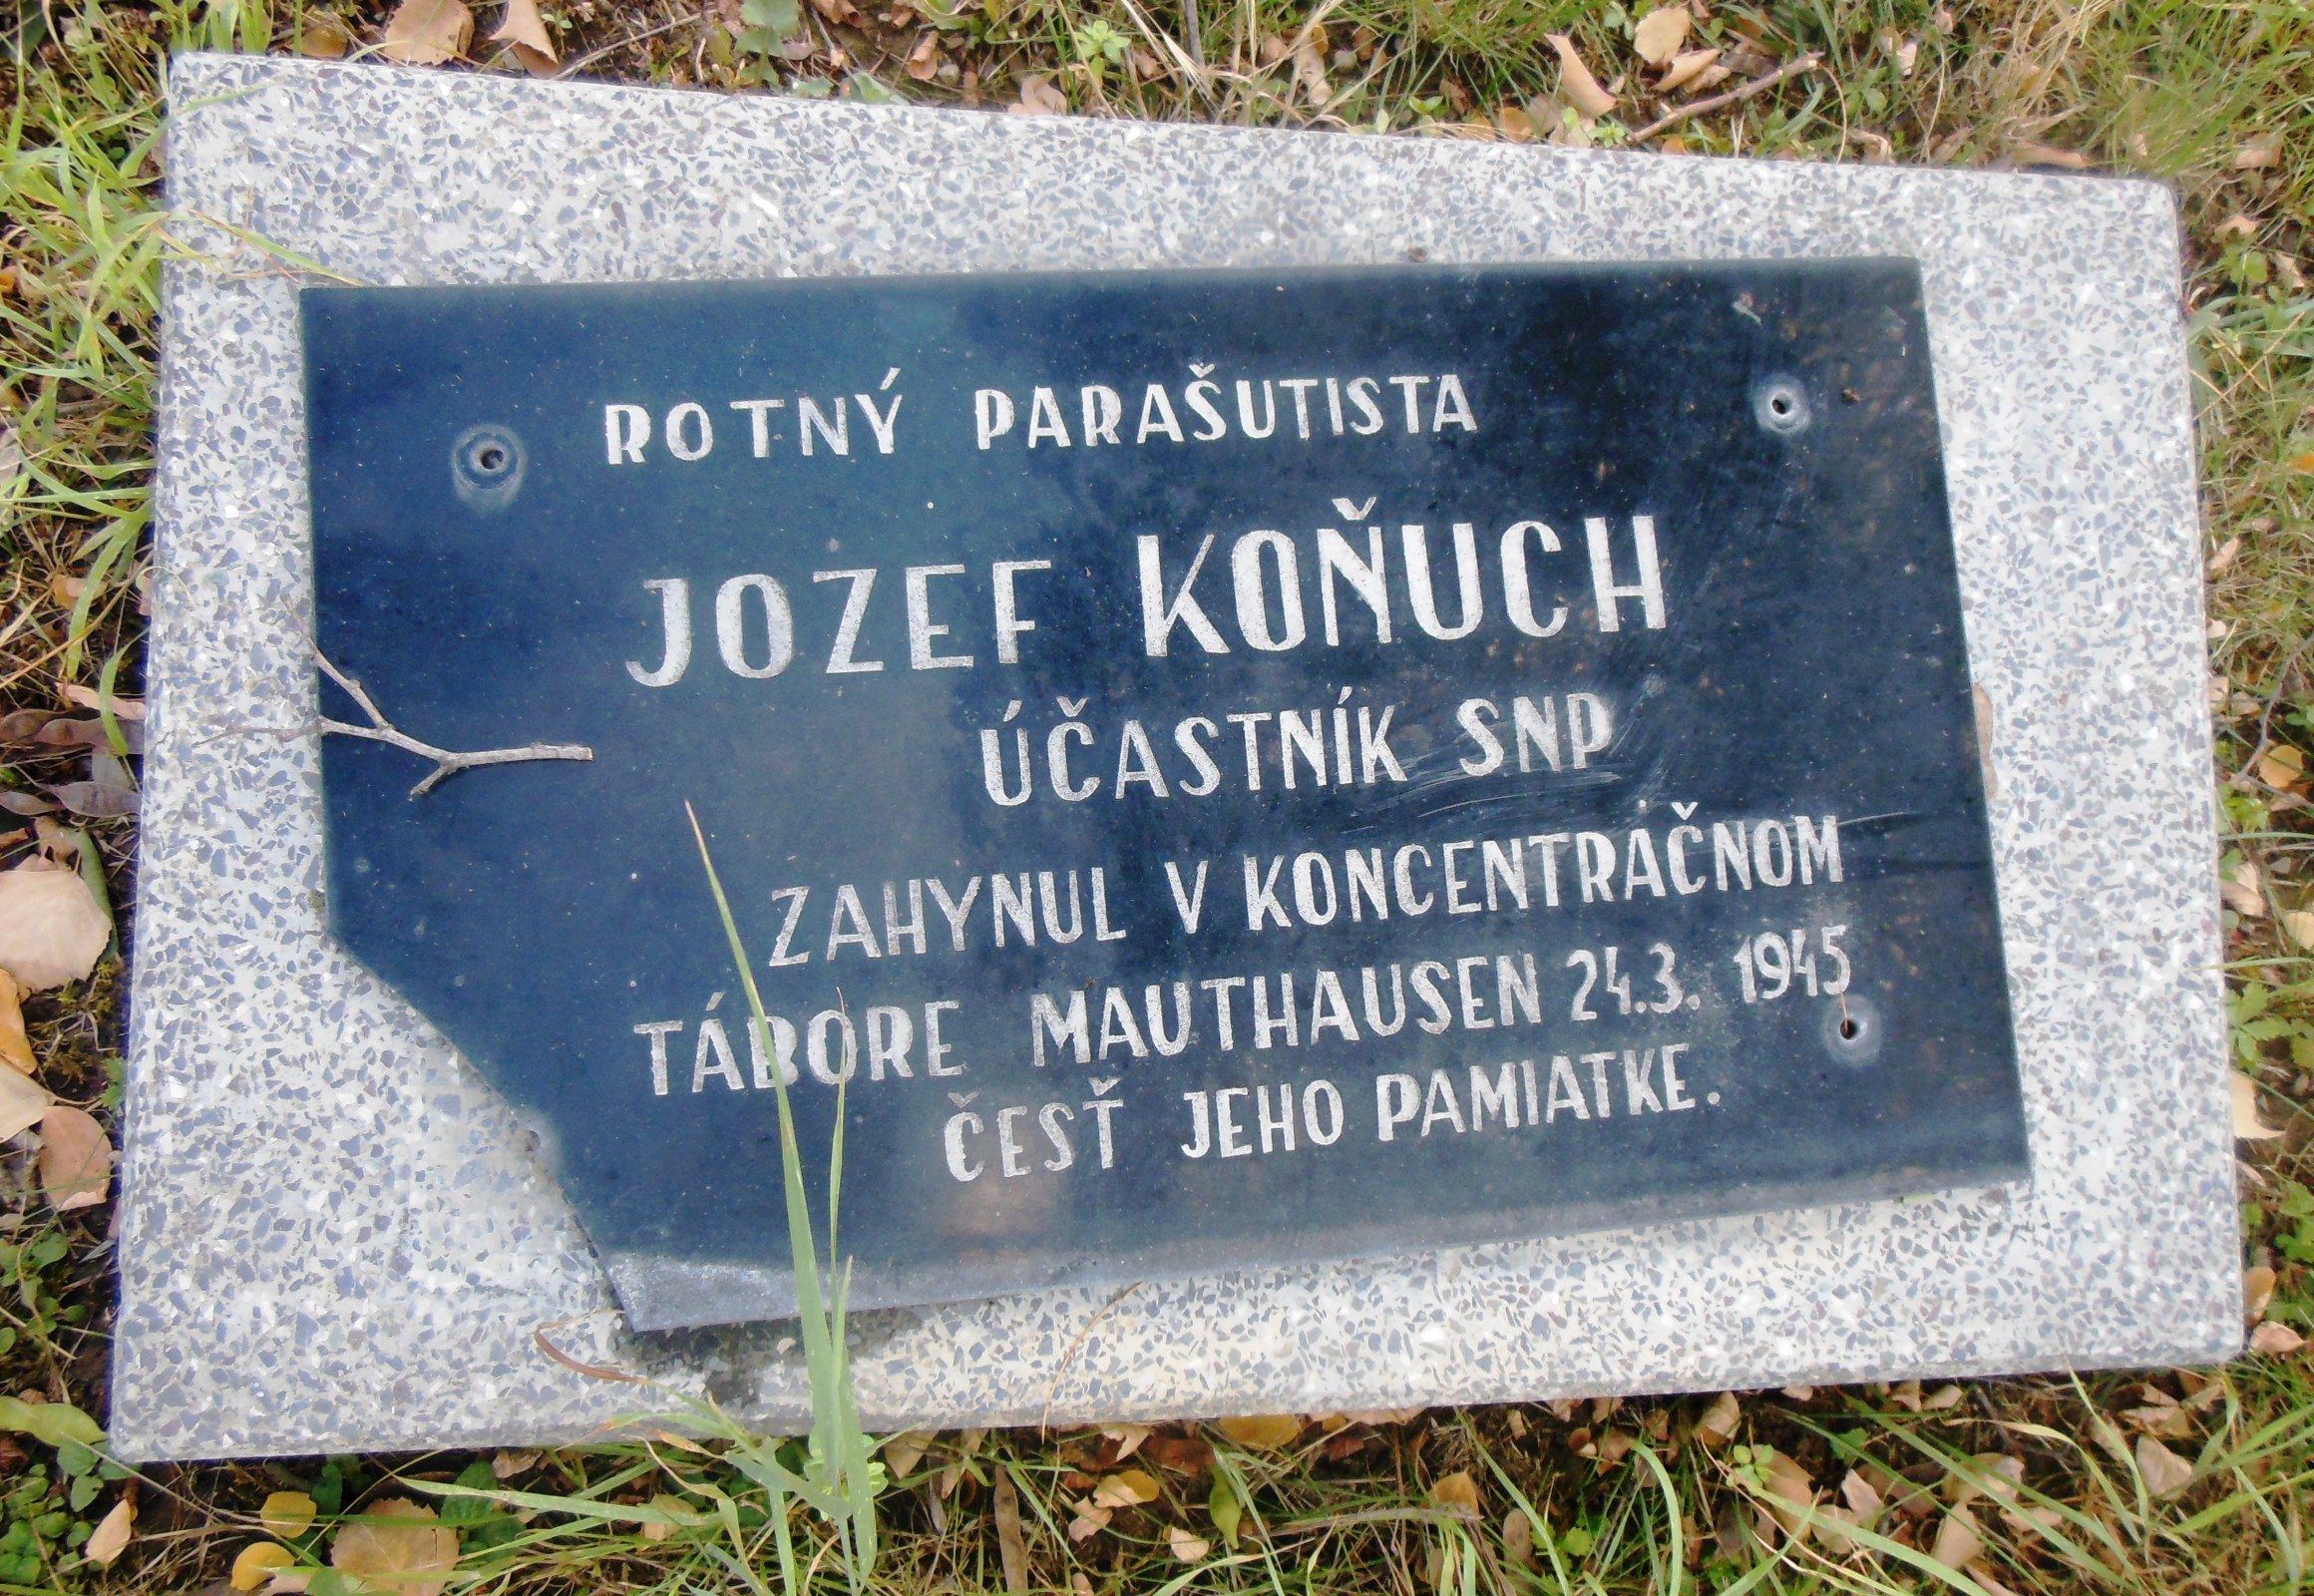 ROTNÝ PARAŠUTISTA
JOZEF KOŇUCH
ÚČASTNÍK SNP
ZAHYNUL V KONCENTRAČNOM
TÁBORE MAUTHAUSEN 24.3. 1945
ČESŤ JEHO PAMIATKE.